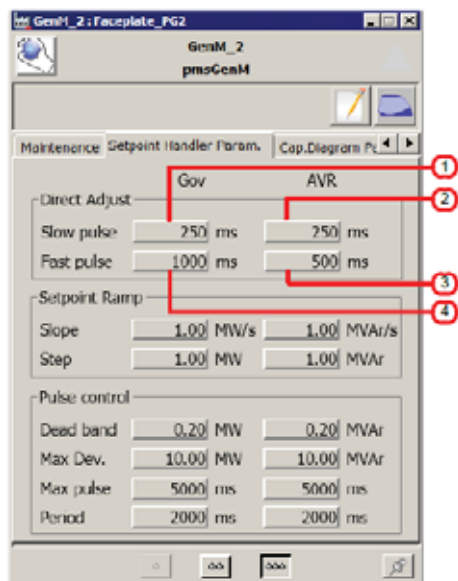 GenM_2 : Faceplate_PG2
GenM_2
pmsGenM
Maintenance Setpoint Handler Param. Cap.Diagram Pa
Gov AVR
Direct Adjust
Slow pulse 250 ms 250 ms
Fast pulse 1000 ms 500 ms
Setpoint Ramp
Slope 1.00 MW/s 1.00 MVAr/s
Step 1.00 MW 1.00 MVAr
Pulse control
Dead band 0.20 MW 0.20 MVAr
Max Dev. 10.00 MW 10.00 MVAr
Max pulse 5000 ms 5000 ms
Period 2000 ms 2000 ms
1
2
3
4